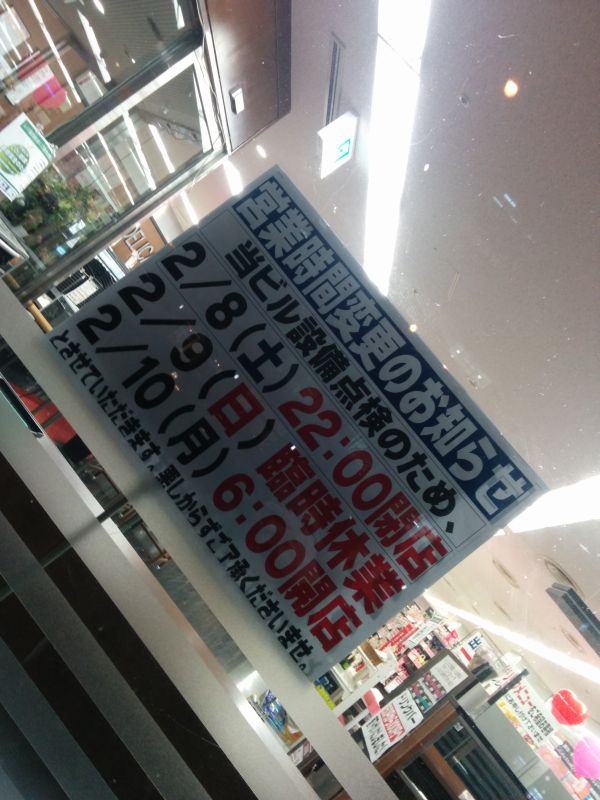 営業時間変更のお知らせ
当ビル設備点検のため、
2/8(土)22:00閉店
2/9(日)臨時休業
2/10(月)6:00開店
とさせていただきます。悪しからずご了承くださいませ。
DELIC